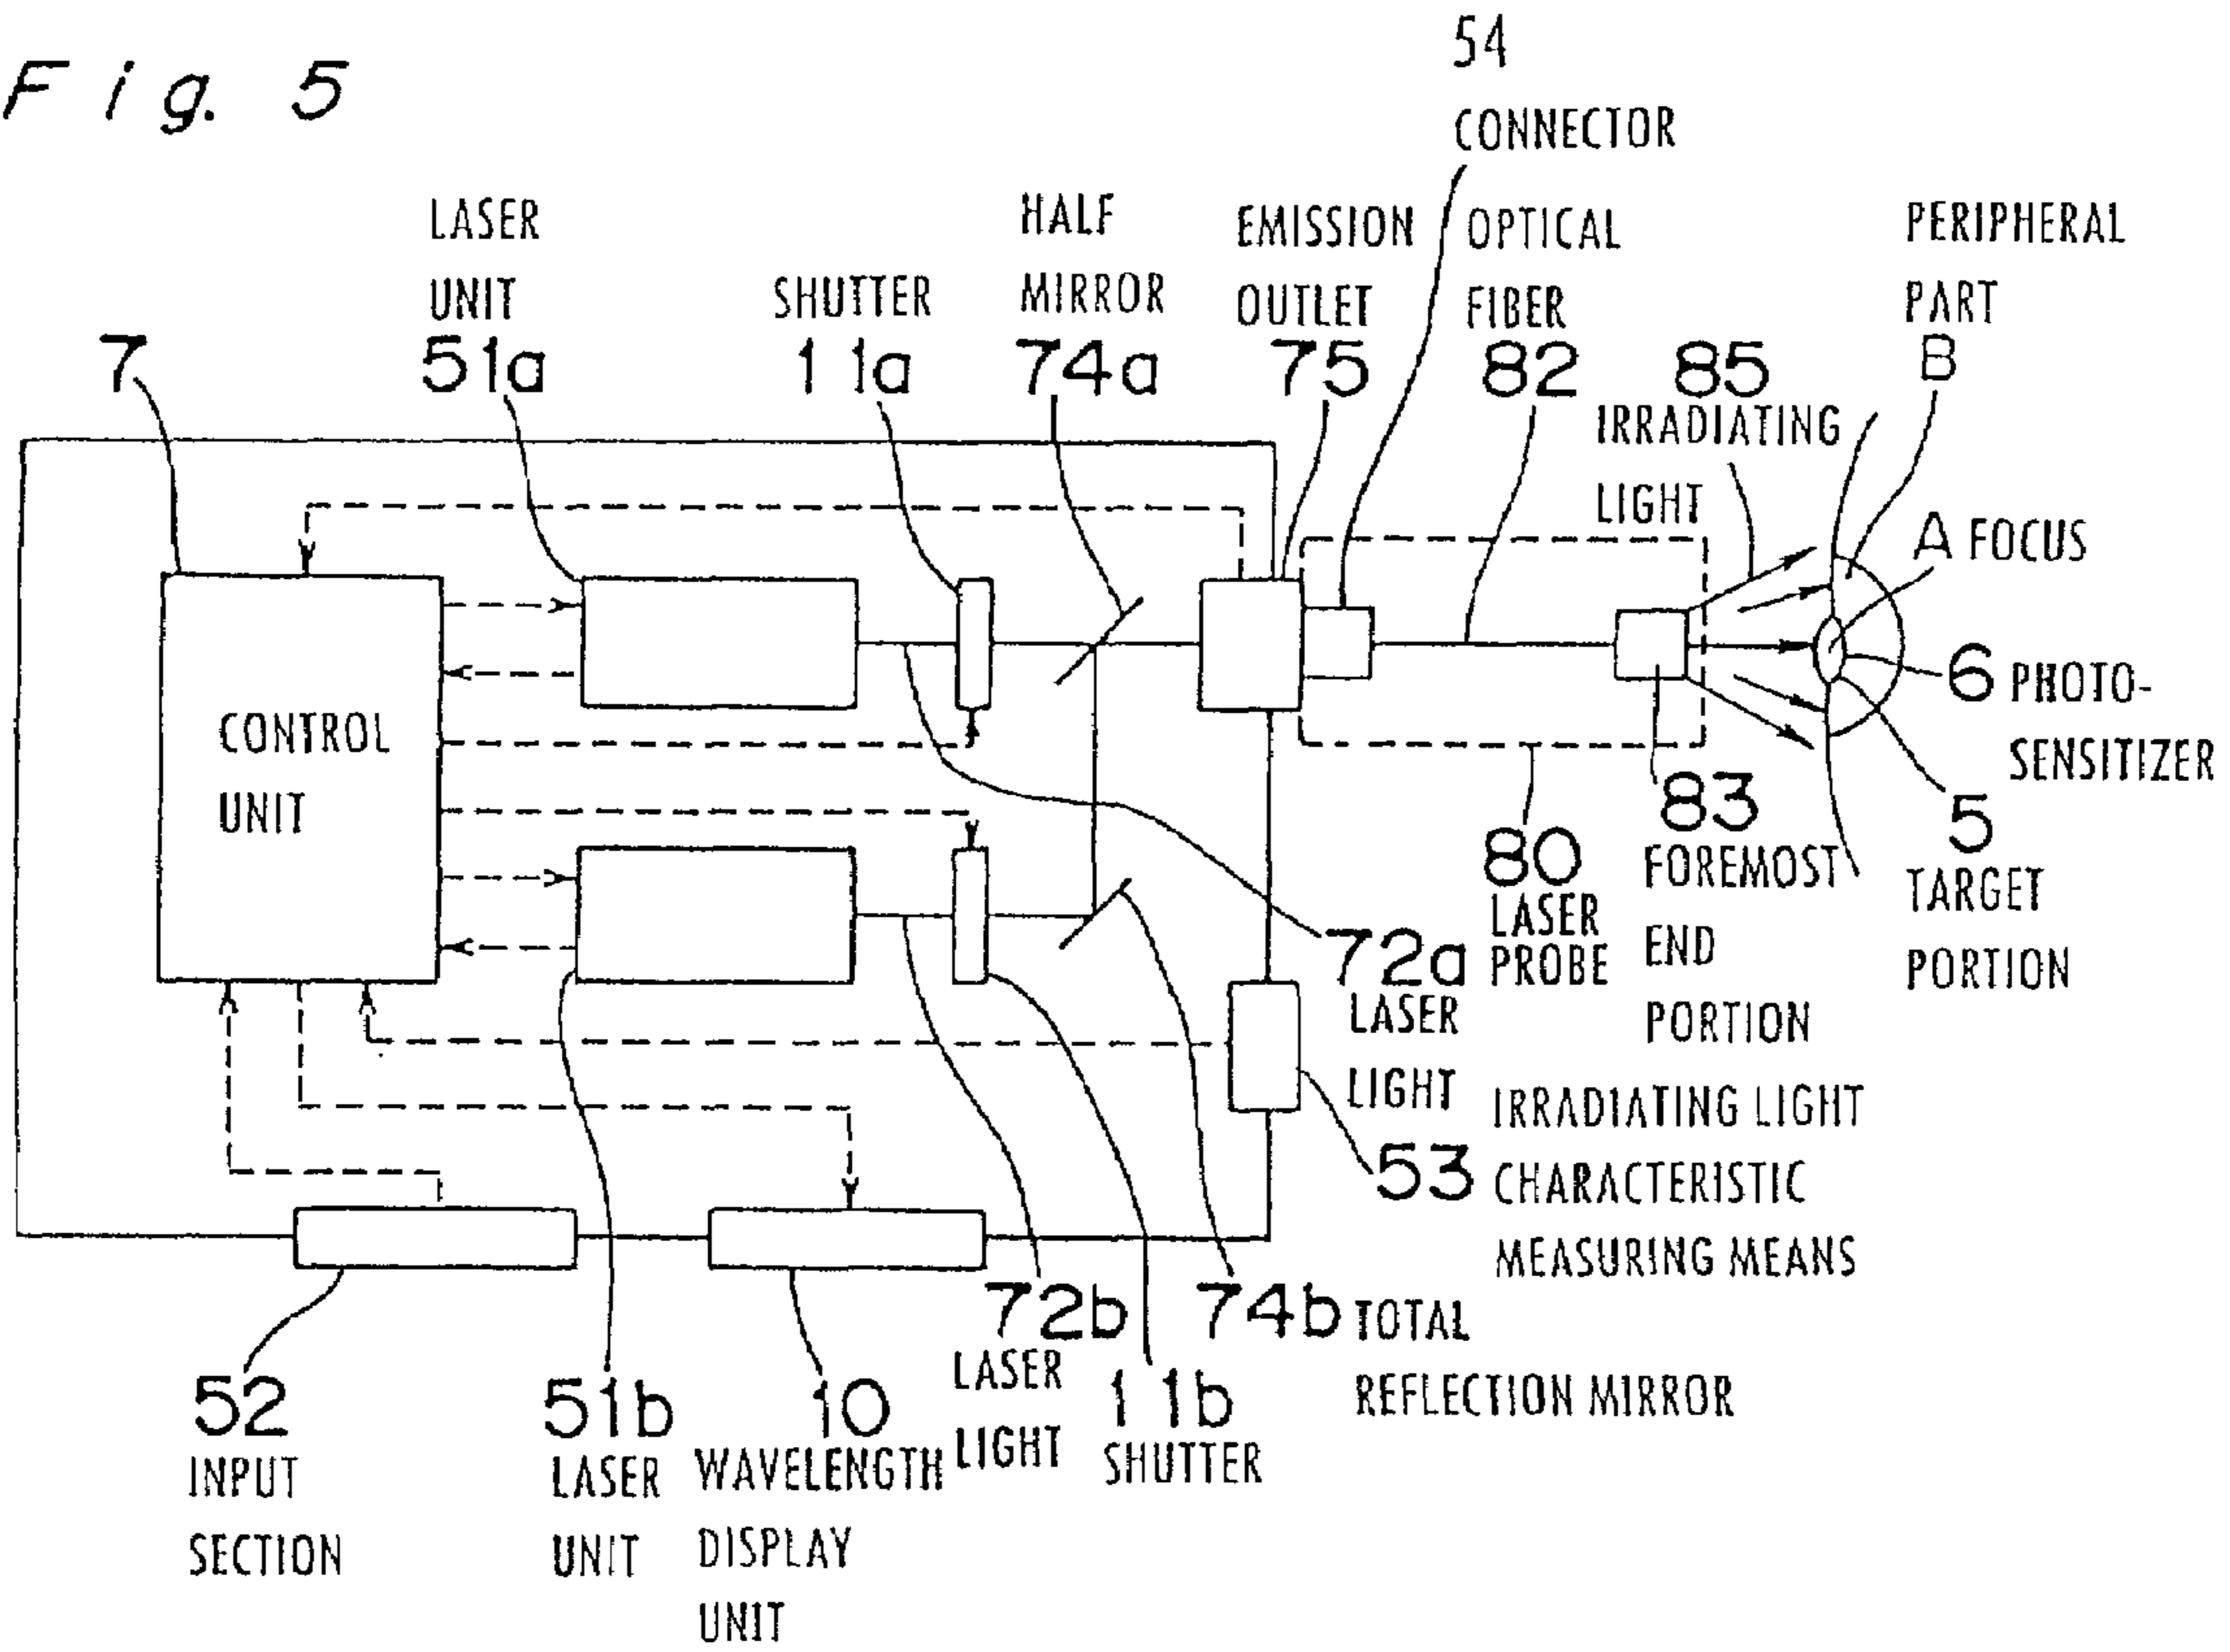 Fig. 5
54
CONNECTOR
LASER
UNIT
51a
SHUTTER
11a
HALF
MIRROR
74a
EMISSION
OUTLET
75
OPTICAL
FIBER
82
85
IRRADIATING
LIGHT
PERIPHERAL
PART
B
A FOCUS
7
CONTROL
UNIT
6 PHOTO-
SENSITIZER
5
TARGET
PORTION
83
FOREMOST
END
PORTION
80
LASER
PROBE
72a
LASER
LIGHT
53 IRRADIATING LIGHT
CHARACTERISTIC
MEASURING MEANS
52
INPUT
SECTION
51b
LASER
UNIT
10
WAVELENGTH
DISPLAY
UNIT
72b
LASER
LIGHT
11b
SHUTTER
74b TOTAL
REFLECTION MIRROR